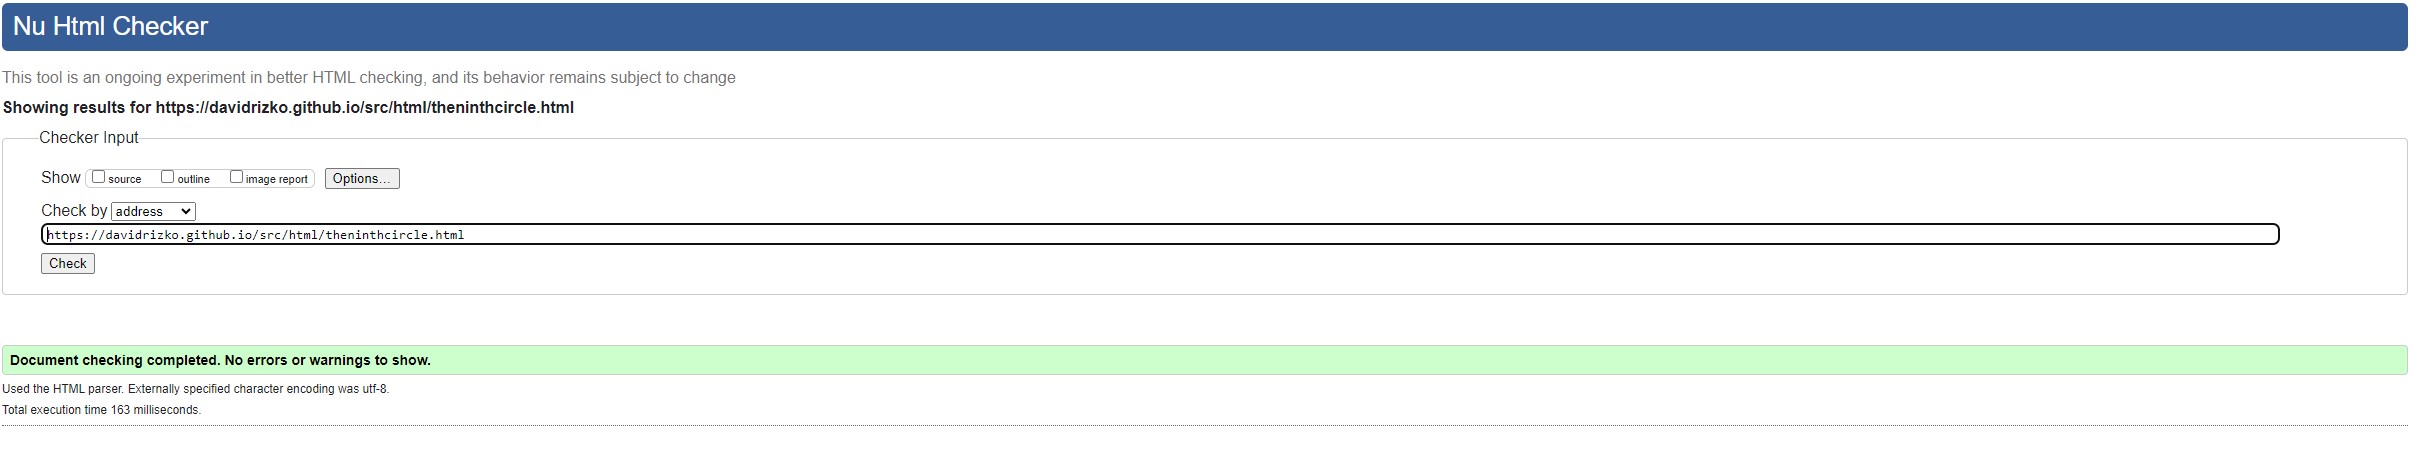 Nu Html Checker
This tool is an ongoing experiment in better HTML checking, and its behavior remains subject to change
Showing results for https://davidrizko.github.io/src/html/theninthcircle.html
Checker Input
Show source outline image report Options...
Check by address
https://davidrizko.github.io/src/html/theninthcircle.html
Check
Document checking completed. No errors or warnings to show.
Used the HTML parser. Externally specified character encoding was utf-8.
Total execution time 163 milliseconds.